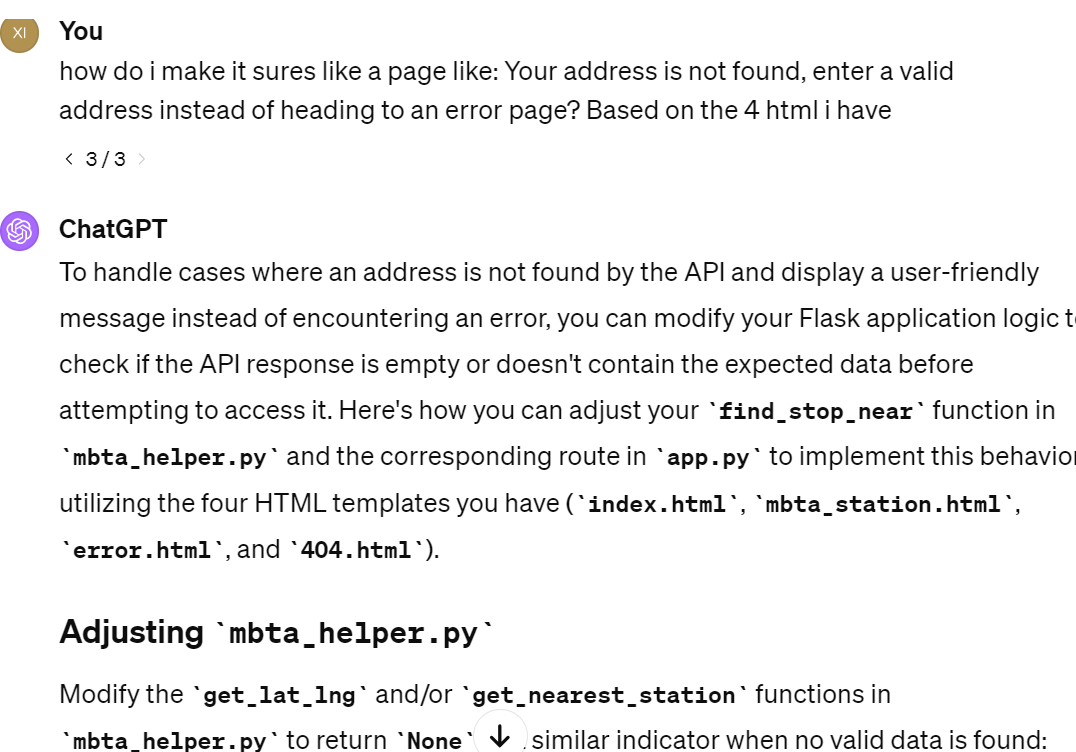 XI
You
how do i make it sures like a page like: Your address is not found, enter a valid
address instead of heading to an error page? Based on the 4 html i have
< 3 / 3 >
ChatGPT
To handle cases where an address is not found by the API and display a user-friendly
message instead of encountering an error, you can modify your Flask application logic t
check if the API response is empty or doesn't contain the expected data before
attempting to access it. Here's how you can adjust your `find_stop_near` function in
`mbta_helper.py` and the corresponding route in `app.py` to implement this behavior
utilizing the four HTML templates you have (`index.html`, `mbta_station.html`,
`error.html`, and `404.html`).
Adjusting `mbta_helper.py`
Modify the `get_lat_lng` and/or `get_nearest_station` functions in
`mbta_helper.py` to return `None` similar indicator when no valid data is found: